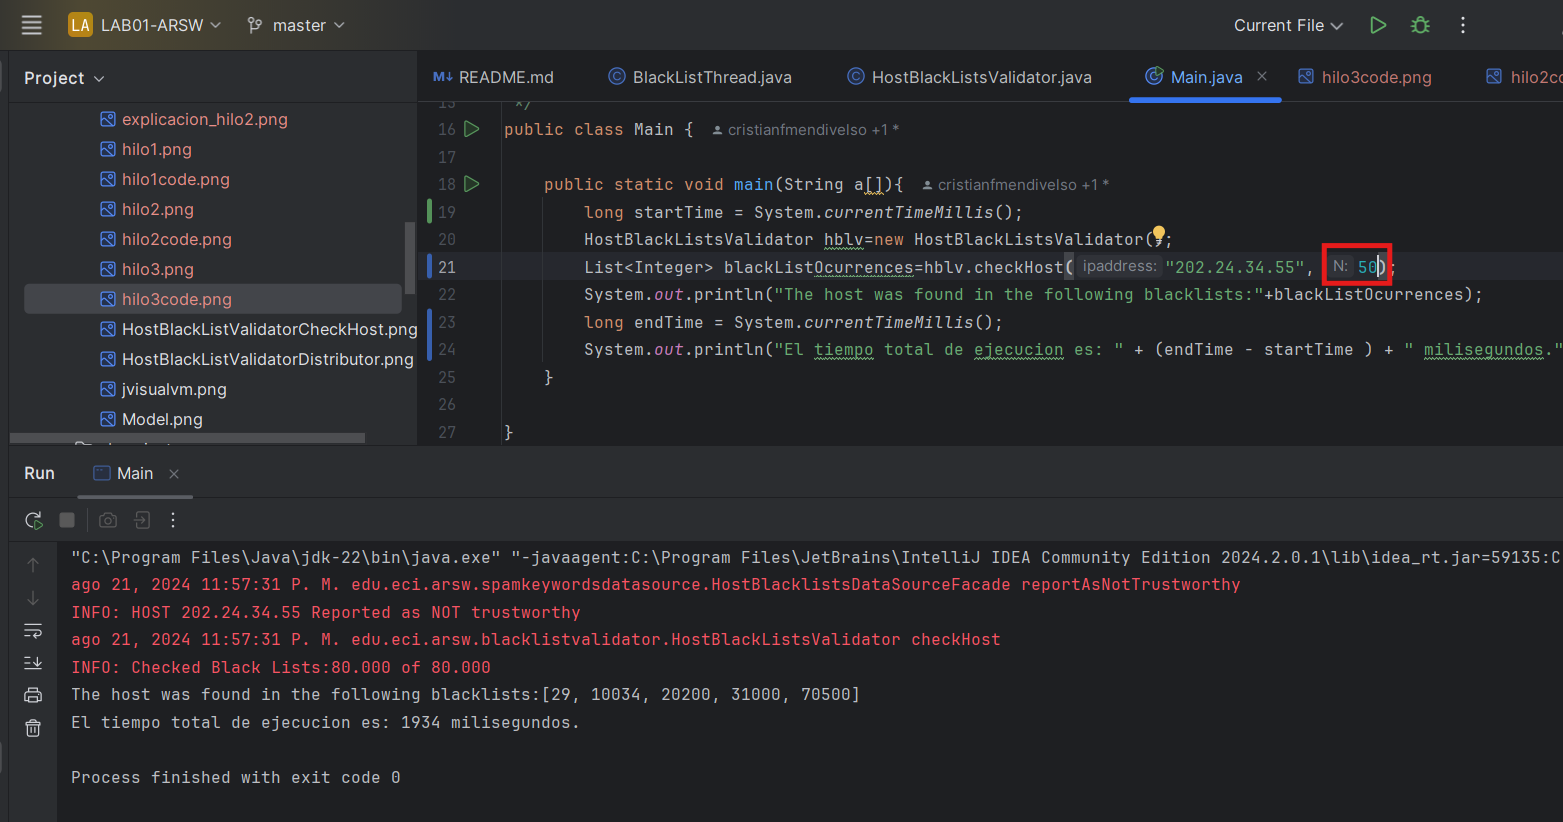 LA LAB01-ARSW master Current File
Project
README.md BlackListThread.java HostBlackListsValidator.java Main.java hilo3code.png hilo2co
explicacion_hilo2.png
hilo1.png
hilo1code.png
hilo2.png
hilo2code.png
hilo3.png
hilo3code.png
HostBlackListValidatorCheckHost.png
HostBlackListValidatorDistributor.png
jvisualvm.png
Model.png
15 */
16 public class Main { cristianfmendivelso +1 *
17
18 public static void main(String a[]){ cristianfmendivelso +1 *
19 long startTime = System.currentTimeMillis();
20 HostBlackListsValidator hblv=new HostBlackListsValidator();
21 List<Integer> blackListOcurrences=hblv.checkHost( ipaddress: "202.24.34.55", N: 50);
22 System.out.println("The host was found in the following blacklists:"+blackListOcurrences);
23 long endTime = System.currentTimeMillis();
24 System.out.println("El tiempo total de ejecucion es: " + (endTime - startTime ) + " milisegundos."
25 }
26
27 }
Run Main
"C:\Program Files\Java\jdk-22\bin\java.exe" "-javaagent:C:\Program Files\JetBrains\IntelliJ IDEA Community Edition 2024.2.0.1\lib\idea_rt.jar=59135:C
ago 21, 2024 11:57:31 P. M. edu.eci.arsw.spamkeywordsdatasource.HostBlacklistsDataSourceFacade reportAsNotTrustworthy
INFO: HOST 202.24.34.55 Reported as NOT trustworthy
ago 21, 2024 11:57:31 P. M. edu.eci.arsw.blacklistvalidator.HostBlackListsValidator checkHost
INFO: Checked Black Lists:80.000 of 80.000
The host was found in the following blacklists:[29, 10034, 20200, 31000, 70500]
El tiempo total de ejecucion es: 1934 milisegundos.
Process finished with exit code 0